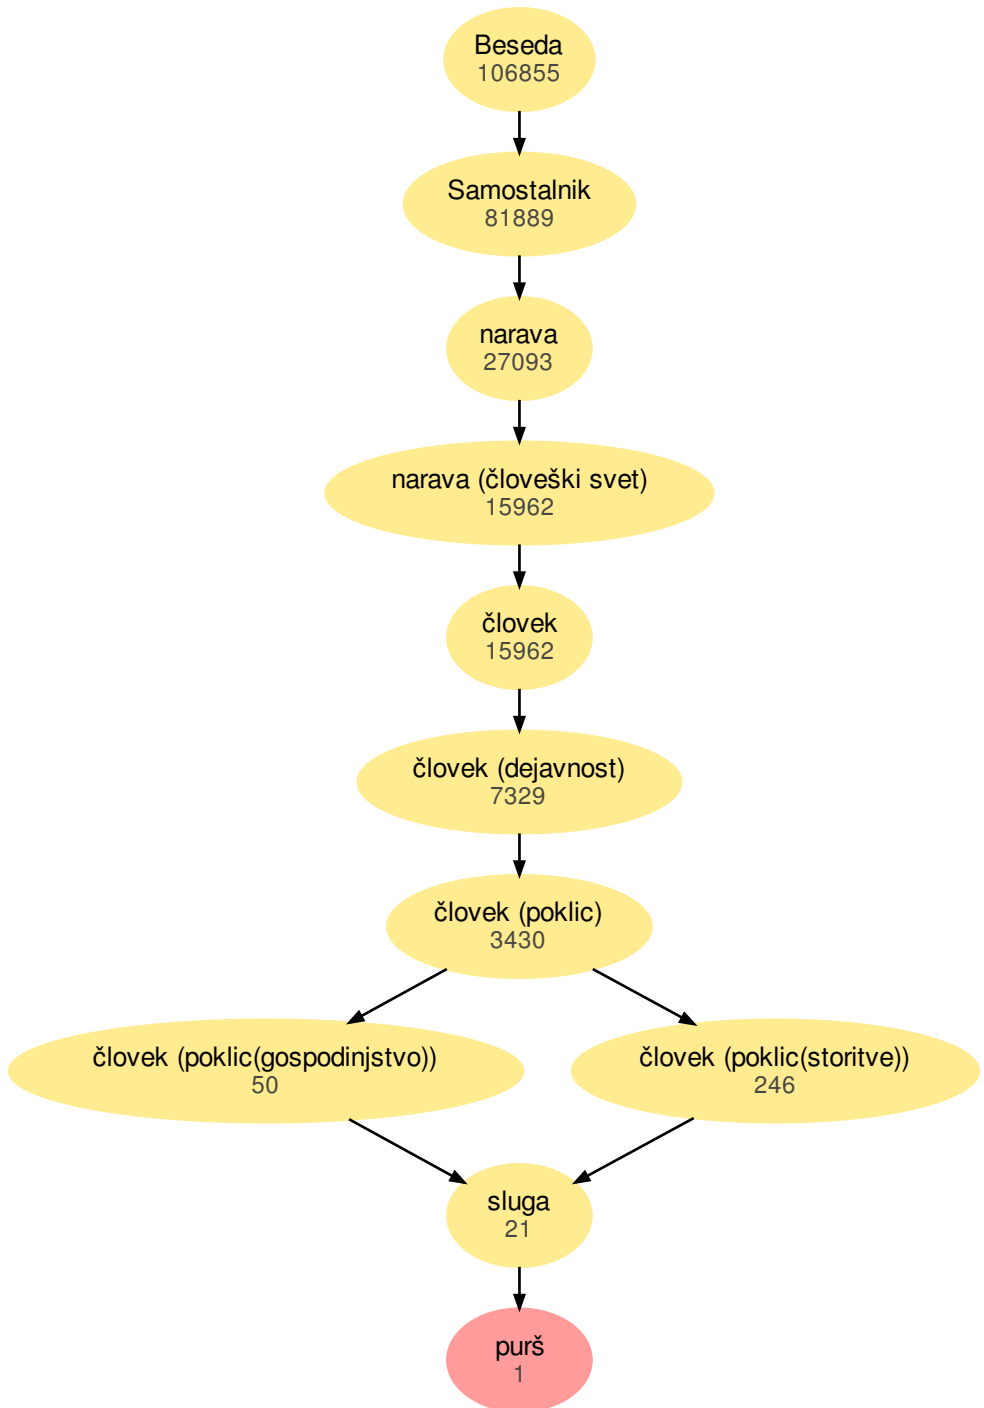 Beseda
106855
Samostalnik
81889
narava
27093
narava (človeški svet)
15962
človek
15962
človek (dejavnost)
7329
človek (poklic)
3430
človek (poklic(gospodinjstvo))
50
človek (poklic(storitve))
246
sluga
21
purš
1